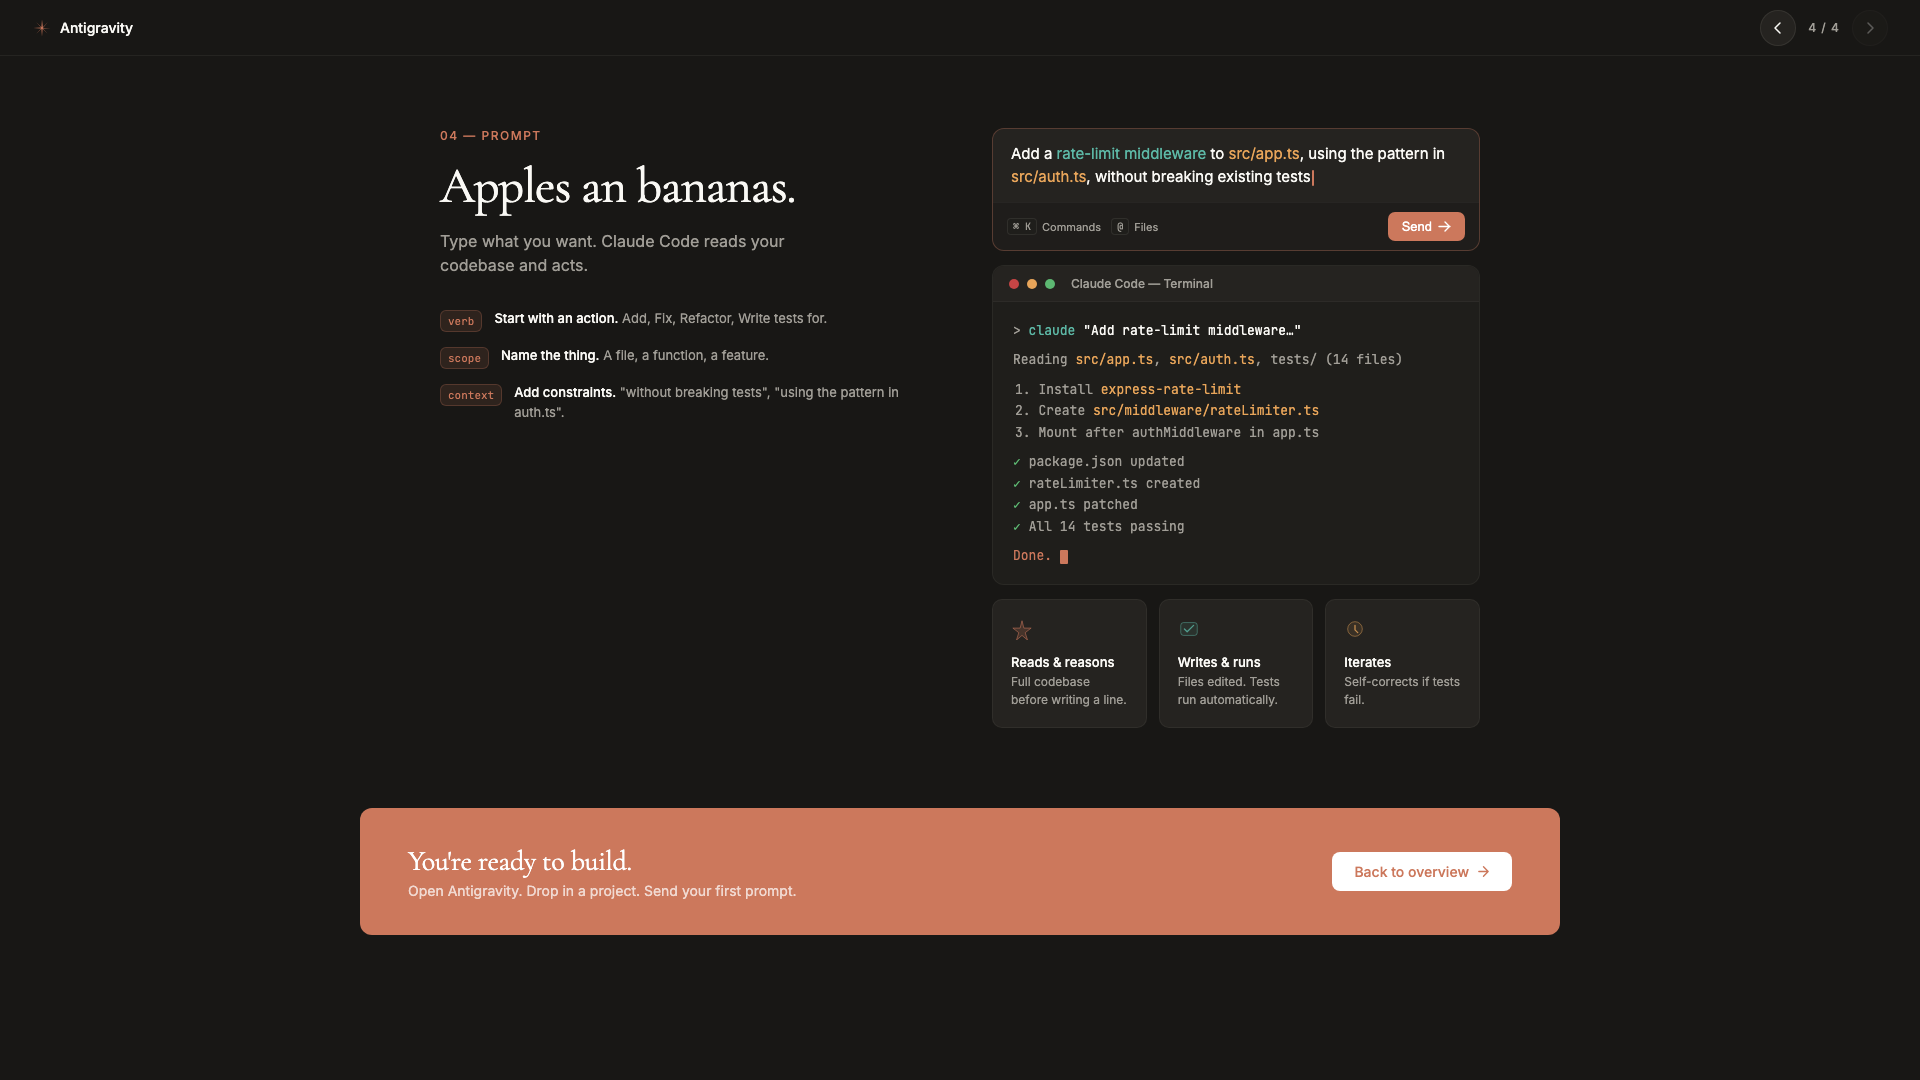 Antigravity
4 / 4
04 — PROMPT
Apples an bananas.
Type what you want. Claude Code reads your
codebase and acts.
verb Start with an action. Add, Fix, Refactor, Write tests for.
scope Name the thing. A file, a function, a feature.
context Add constraints. "without breaking tests", "using the pattern in
auth.ts".
Add a rate-limit middleware to src/app.ts, using the pattern in
src/auth.ts, without breaking existing tests
⌘ K Commands @ Files
Send →
Claude Code — Terminal
> claude "Add rate-limit middleware…"
Reading src/app.ts, src/auth.ts, tests/ (14 files)
1. Install express-rate-limit
2. Create src/middleware/rateLimiter.ts
3. Mount after authMiddleware in app.ts
✓ package.json updated
✓ rateLimiter.ts created
✓ app.ts patched
✓ All 14 tests passing
Done.
Reads & reasons
Full codebase
before writing a line.
Writes & runs
Files edited. Tests
run automatically.
Iterates
Self-corrects if tests
fail.
You're ready to build.
Open Antigravity. Drop in a project. Send your first prompt.
Back to overview →